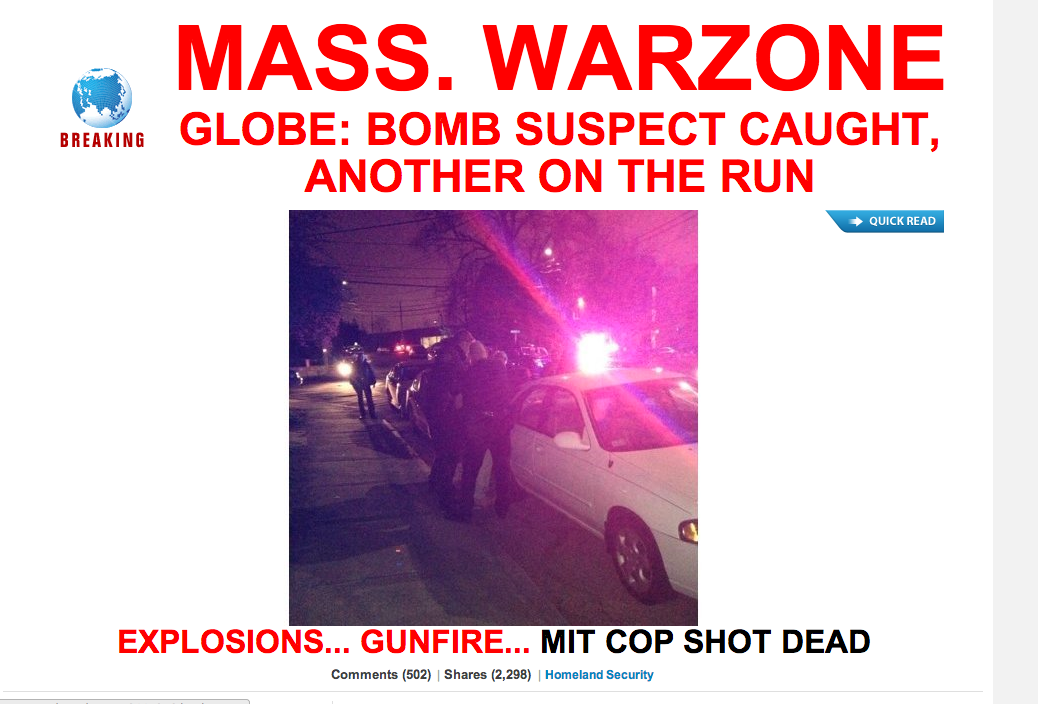 MASS. WARZONE
BREAKING
GLOBE: BOMB SUSPECT CAUGHT,
ANOTHER ON THE RUN
QUICK READ
EXPLOSIONS... GUNFIRE... MIT COP SHOT DEAD
Comments (502) | Shares (2,298) | Homeland Security